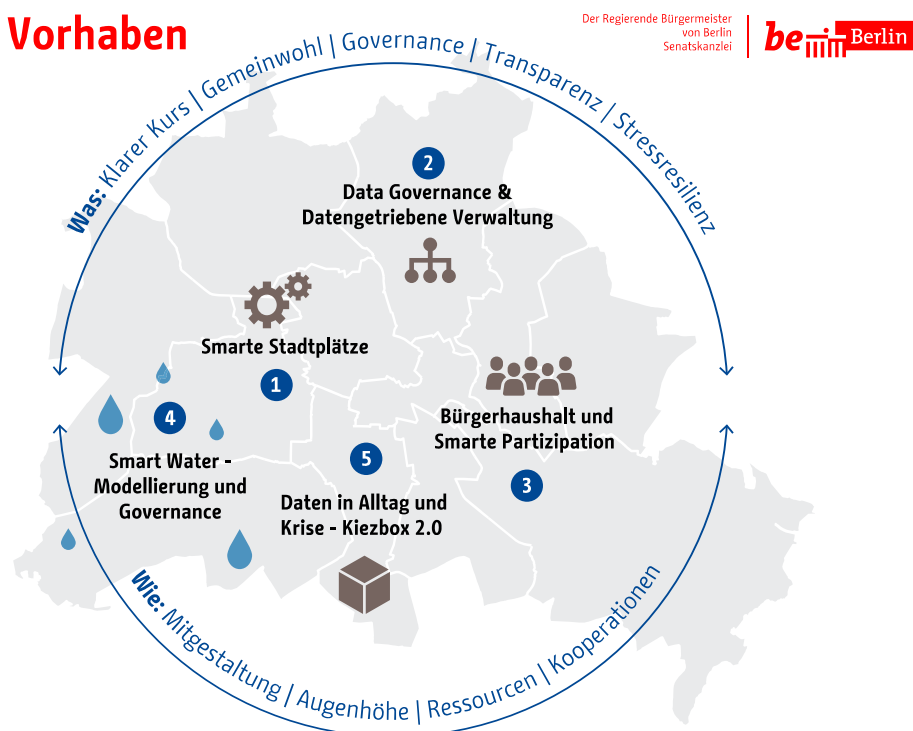 Vorhaben
Der Regierende Bürgermeister
von Berlin
Senatskanzlei
be Berlin
Was: Klarer Kurs | Gemeinwohl | Governance | Transparenz | Stressresilienz
2
Data Governance &
Datengetriebene Verwaltung
Smarte Stadtplätze
1
Bürgerhaushalt und
Smarte Partizipation
3
4
Smart Water -
Modellierung und
Governance
5
Daten in Alltag und
Krise - Kiezbox 2.0
Wie: Mitgestaltung | Augenhöhe | Ressourcen | Kooperationen